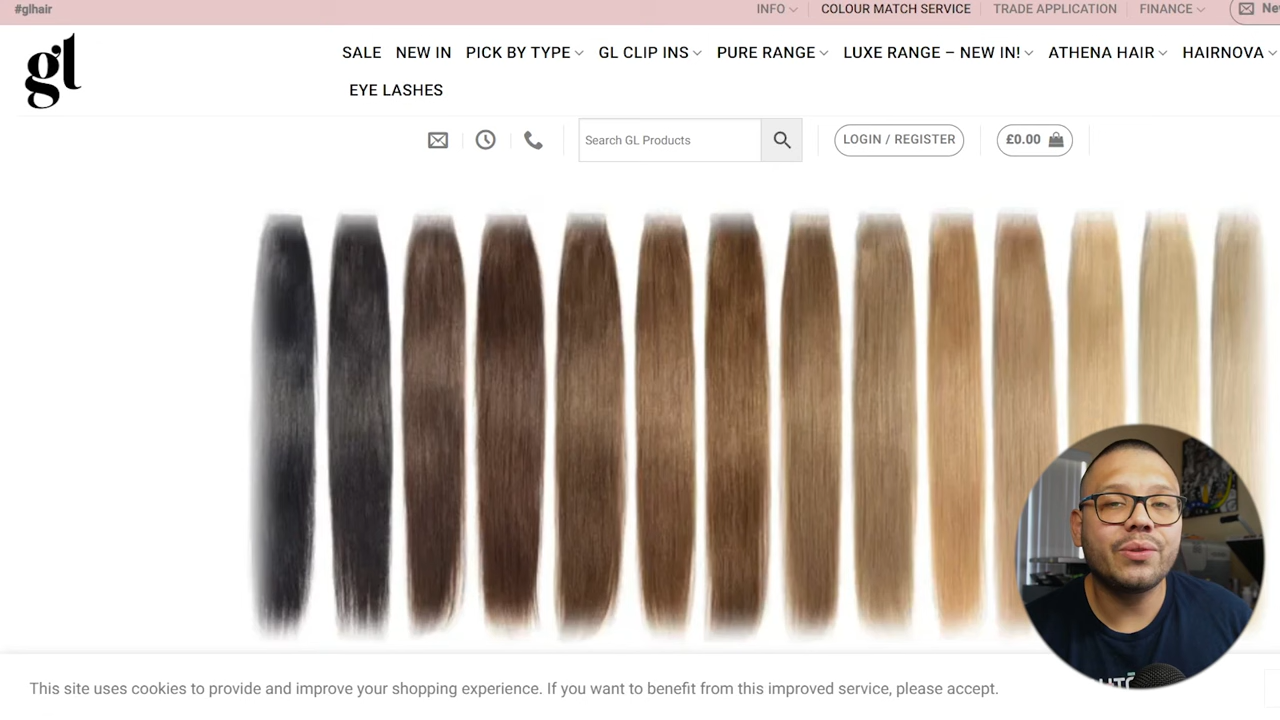 #glhair
INFO
COLOUR MATCH SERVICE
TRADE APPLICATION
FINANCE
gl
SALE NEW IN PICK BY TYPE GL CLIP INS PURE RANGE LUXE RANGE – NEW IN! ATHENA HAIR HAIRNOVA
EYE LASHES
Search GL Products
LOGIN / REGISTER
£0.00
This site uses cookies to provide and improve your shopping experience. If you want to benefit from this improved service, please accept.